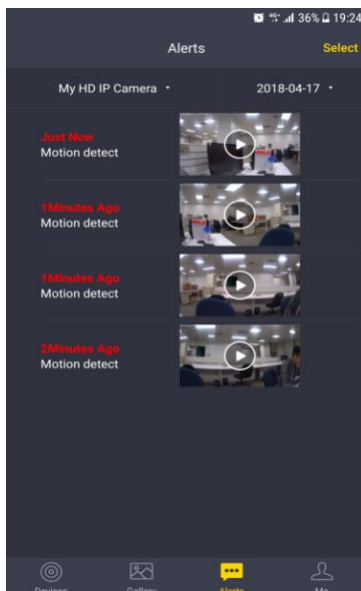 36% 19:24
Alerts
Select
My HD IP Camera
2018-04-17
Just Now
Motion detect
1Minutes Ago
Motion detect
1Minutes Ago
Motion detect
2Minutes Ago
Motion detect
Devices
Gallery
Alerts
Me